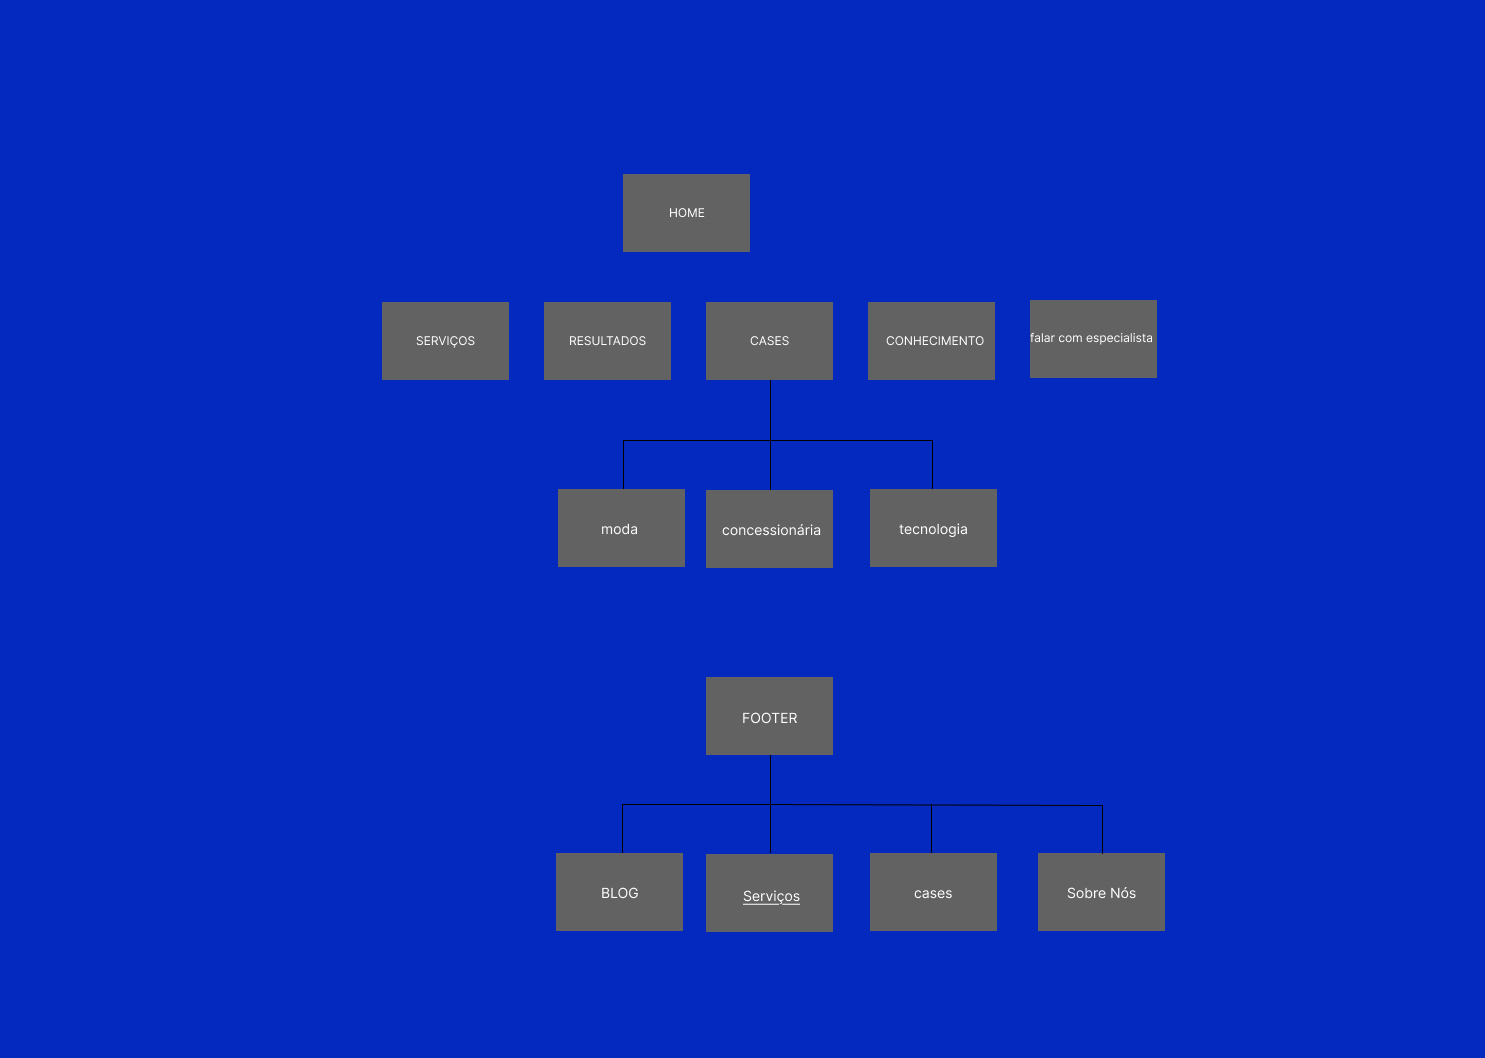 HOME
SERVIÇOS
RESULTADOS
CASES
CONHECIMENTO
falar com especialista
moda
concessionária
tecnologia
FOOTER
BLOG
Serviços
cases
Sobre Nós